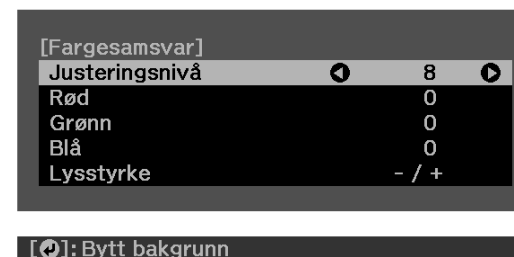 [Fargesamsvar]
Justeringsnivå 8
Rød 0
Grønn 0
Blå 0
Lysstyrke - / +
[ ]: Bytt bakgrunn